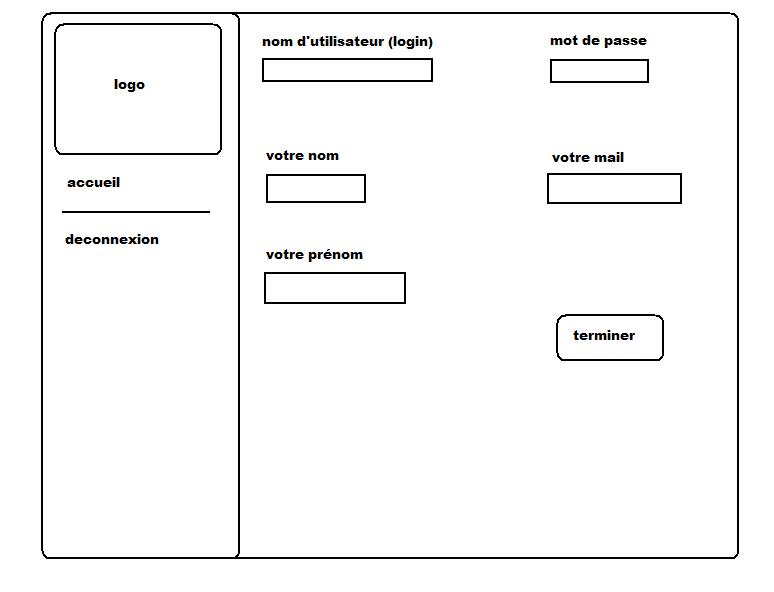 logo
accueil
deconnexion
nom d'utilisateur (login)
mot de passe
votre nom
votre mail
votre prénom
terminer